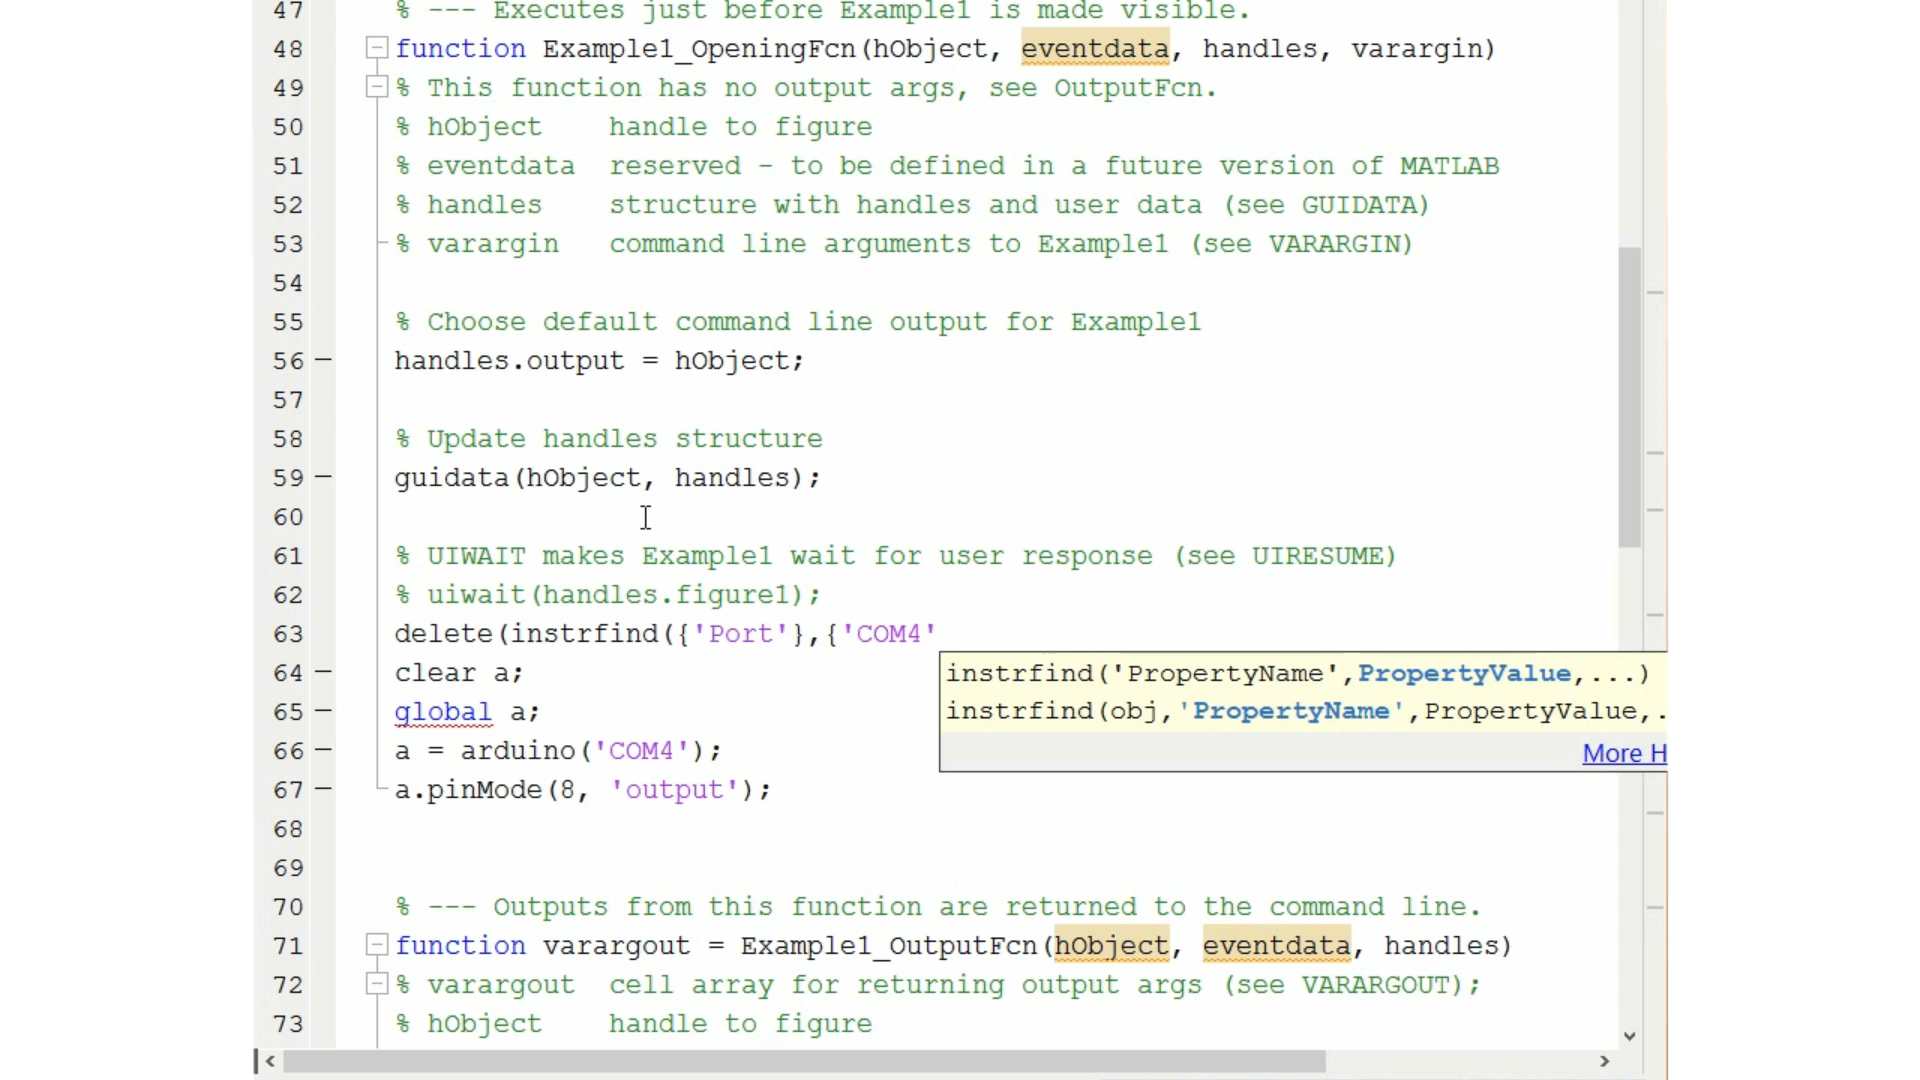 47 % --- Executes just before Example1 is made visible.
48 function Example1_OpeningFcn(hObject, eventdata, handles, varargin)
49 % This function has no output args, see OutputFcn.
50 % hObject    handle to figure
51 % eventdata  reserved - to be defined in a future version of MATLAB
52 % handles    structure with handles and user data (see GUIDATA)
53 % varargin   command line arguments to Example1 (see VARARGIN)
54
55 % Choose default command line output for Example1
56 – handles.output = hObject;
57
58 % Update handles structure
59 – guidata(hObject, handles);
60
61 % UIWAIT makes Example1 wait for user response (see UIRESUME)
62 % uiwait(handles.figure1);
63 delete(instrfind({'Port'},{'COM4'
64 – clear a;
instrfind('PropertyName',PropertyValue,...)
65 – global a;
instrfind(obj,'PropertyName',PropertyValue,.
66 – a = arduino('COM4');
More H
67 – a.pinMode(8, 'output');
68
69
70 % --- Outputs from this function are returned to the command line.
71 function varargout = Example1_OutputFcn(hObject, eventdata, handles)
72 % varargout  cell array for returning output args (see VARARGOUT);
73 % hObject    handle to figure